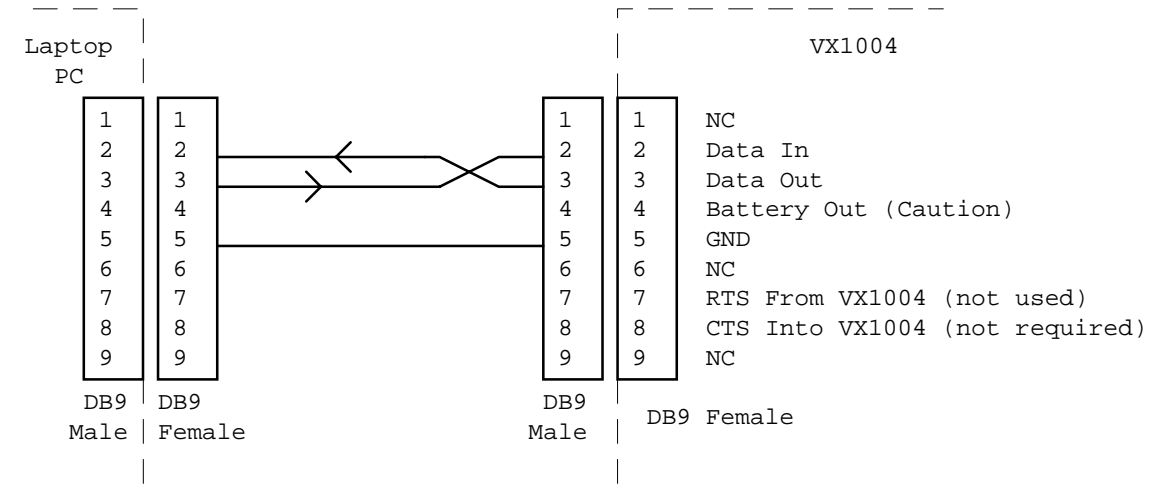 Laptop VX1004
PC
1 1 1 1 NC
2 2 2 2 Data In
3 3 3 3 Data Out
4 4 4 4 Battery Out (Caution)
5 5 5 5 GND
6 6 6 6 NC
7 7 7 7 RTS From VX1004 (not used)
8 8 8 8 CTS Into VX1004 (not required)
9 9 9 9 NC
DB9 DB9 DB9
DB9 Female
Male Female Male